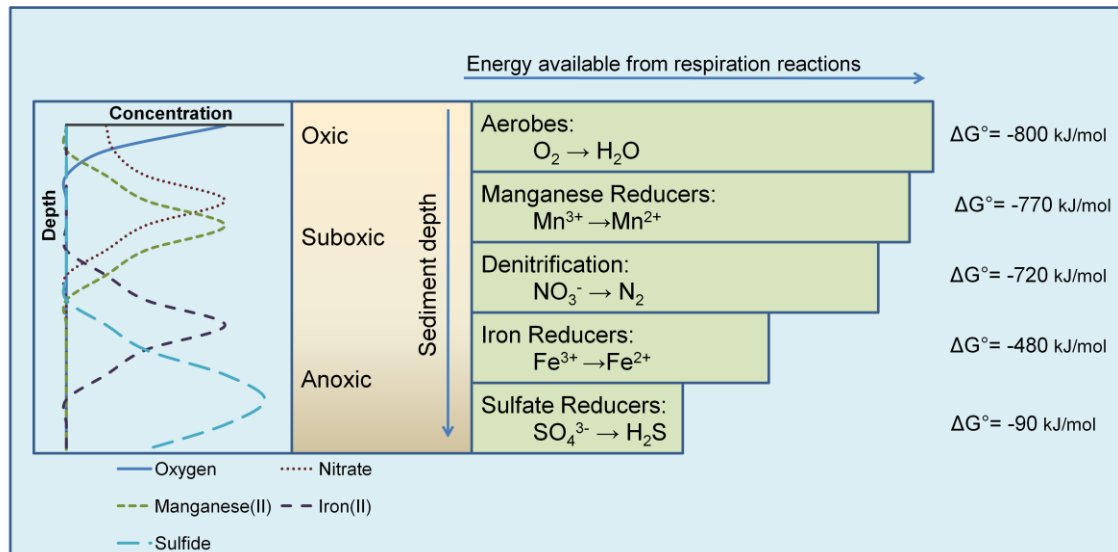 Energy available from respiration reactions
Concentration
Depth
Oxic
Suboxic
Anoxic
Sediment depth
Aerobes:
O₂ → H₂O
ΔG°= -800 kJ/mol
Manganese Reducers:
Mn³⁺ →Mn²⁺
ΔG°= -770 kJ/mol
Denitrification:
NO₃⁻ → N₂
ΔG°= -720 kJ/mol
Iron Reducers:
Fe³⁺ →Fe²⁺
ΔG°= -480 kJ/mol
Sulfate Reducers:
SO₄³⁻ → H₂S
ΔG°= -90 kJ/mol
Oxygen
Nitrate
Manganese(II)
Iron(II)
Sulfide